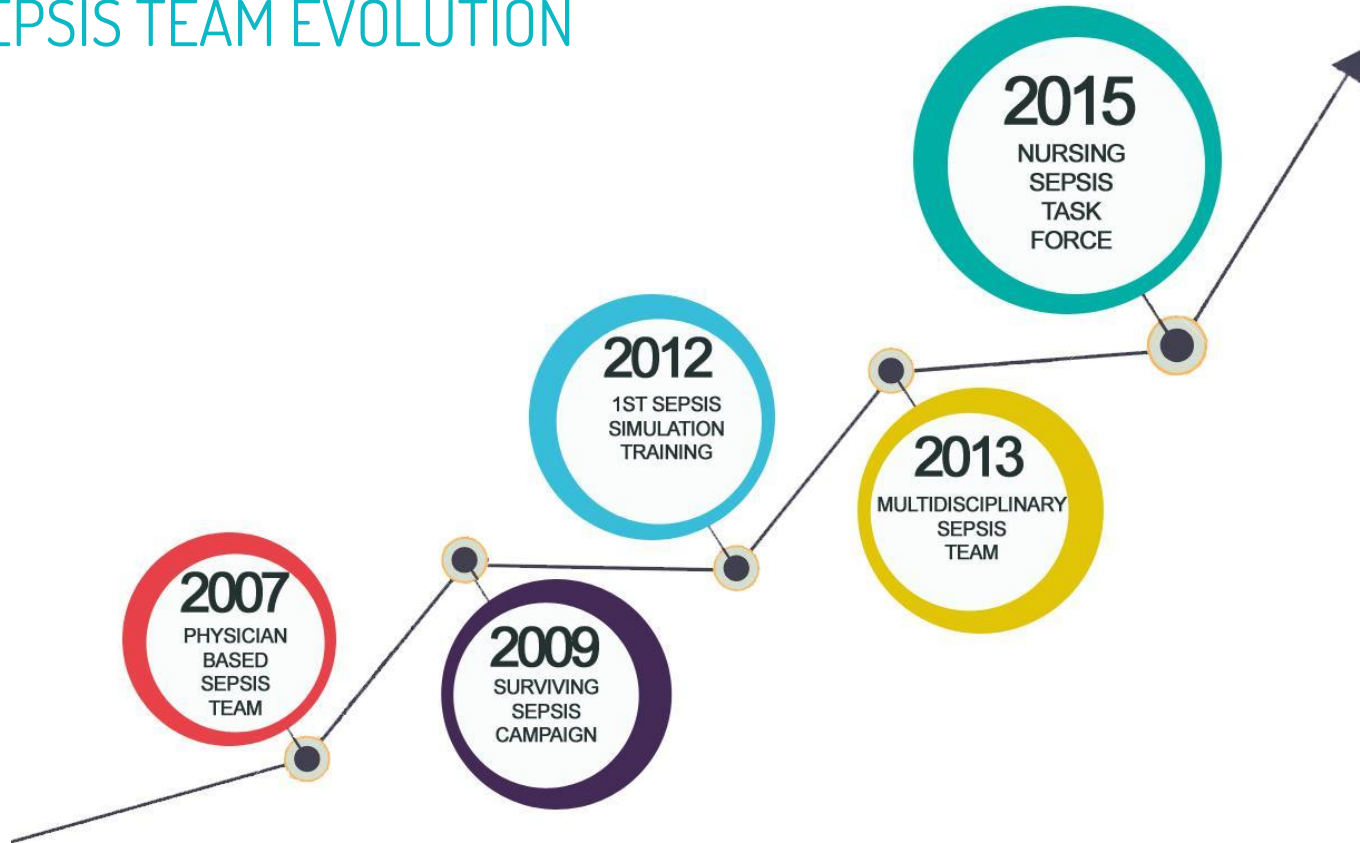 EPSIS TEAM EVOLUTION
2015
NURSING
SEPSIS
TASK
FORCE
2012
1ST SEPSIS
SIMULATION
TRAINING
2013
MULTIDISCIPLINARY
SEPSIS
TEAM
2007
PHYSICIAN
BASED
SEPSIS
TEAM
2009
SURVIVING
SEPSIS
CAMPAIGN